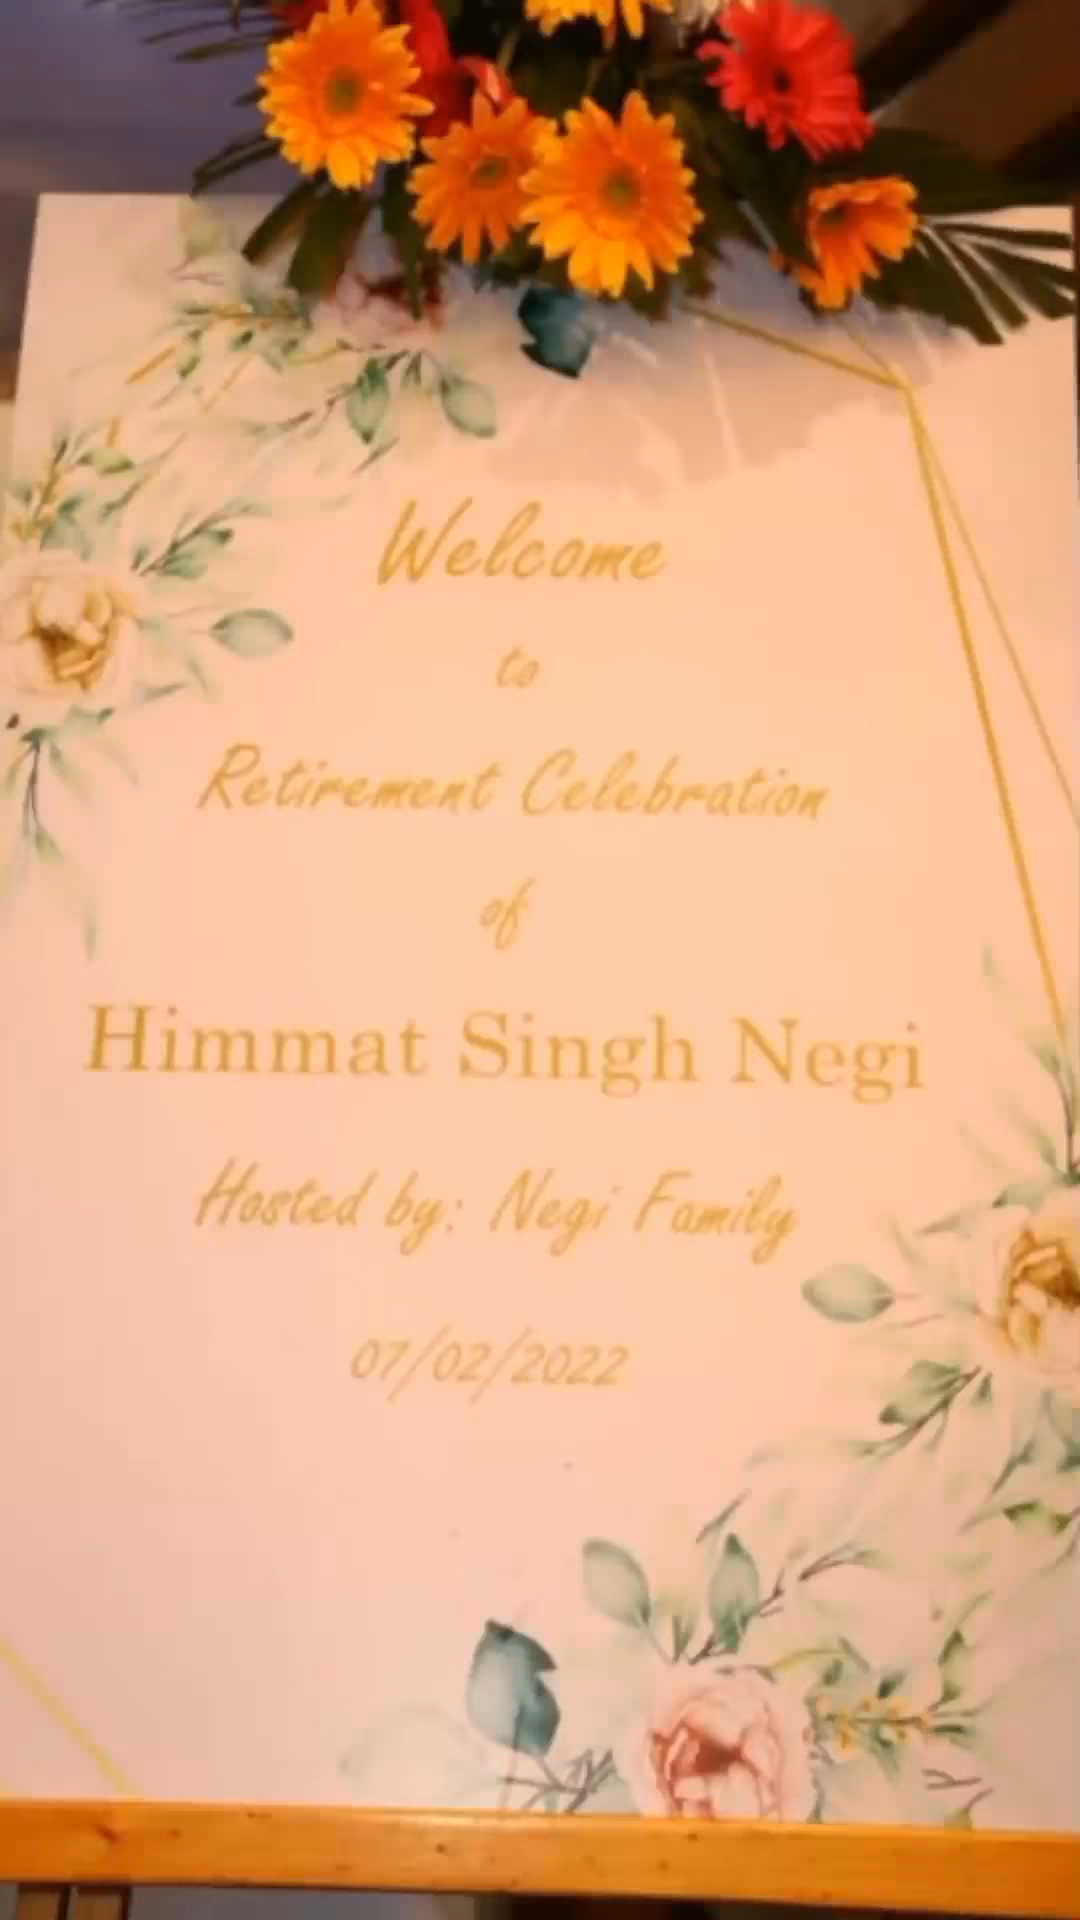 Welcome
to
Retirement Celebration
of
Himmat Singh Negi
Hosted by: Negi Family
07/02/2022